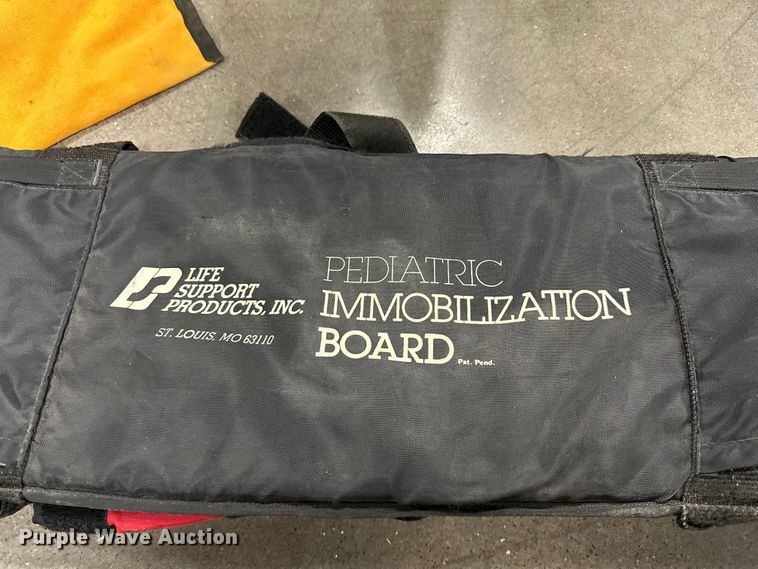 LIFE
SUPPORT
PRODUCTS, INC.
ST. LOUIS, MO 63110
PEDIATRIC
IMMOBILIZATION
BOARD
Pat. Pend.
Purple Wave Auction